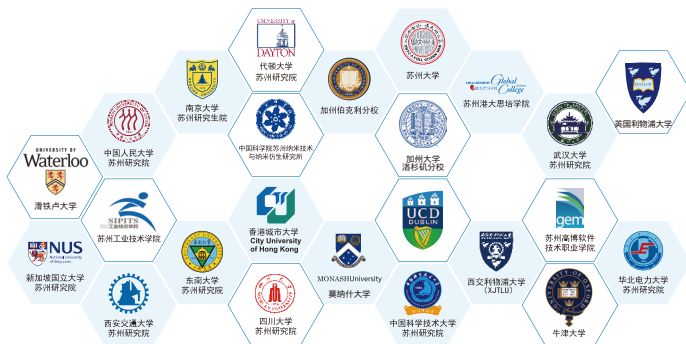 UNIVERSITY of
DAYTON
代顿大学
苏州研究院
南京大学
苏州研究生院
加州伯克利分校
苏州大学
Global
College
苏州港大思培学院
英国利物浦大学
中国人民大学
苏州研究院
中国科学院苏州纳米技术
与纳米仿生研究所
加州大学
洛杉矶分校
武汉大学
苏州研究院
UNIVERSITY OF
Waterloo
滑铁卢大学
SIPITS
苏州工业技术学院
香港城市大学
City University
of Hong Kong
UCD
DUBLIN
gem
苏州高博软件
技术职业学院
NUS
National University
of Singapore
新加坡国立大学
苏州研究院
东南大学
苏州研究院
MONASH University
莫纳什大学
西交利物浦大学
(XJTLU)
华北电力大学
苏州研究院
西安交通大学
苏州研究院
四川大学
苏州研究院
中国科学技术大学
苏州研究院
牛津大学